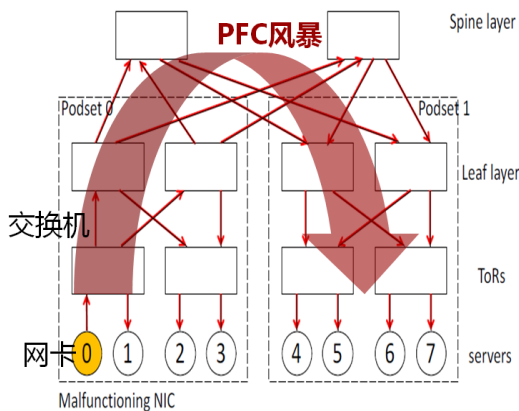 PFC风暴
Spine layer
Podset 0
Podset 1
Leaf layer
交换机
ToRs
网卡
0
1
2
3
4
5
6
7
servers
Malfunctioning NIC